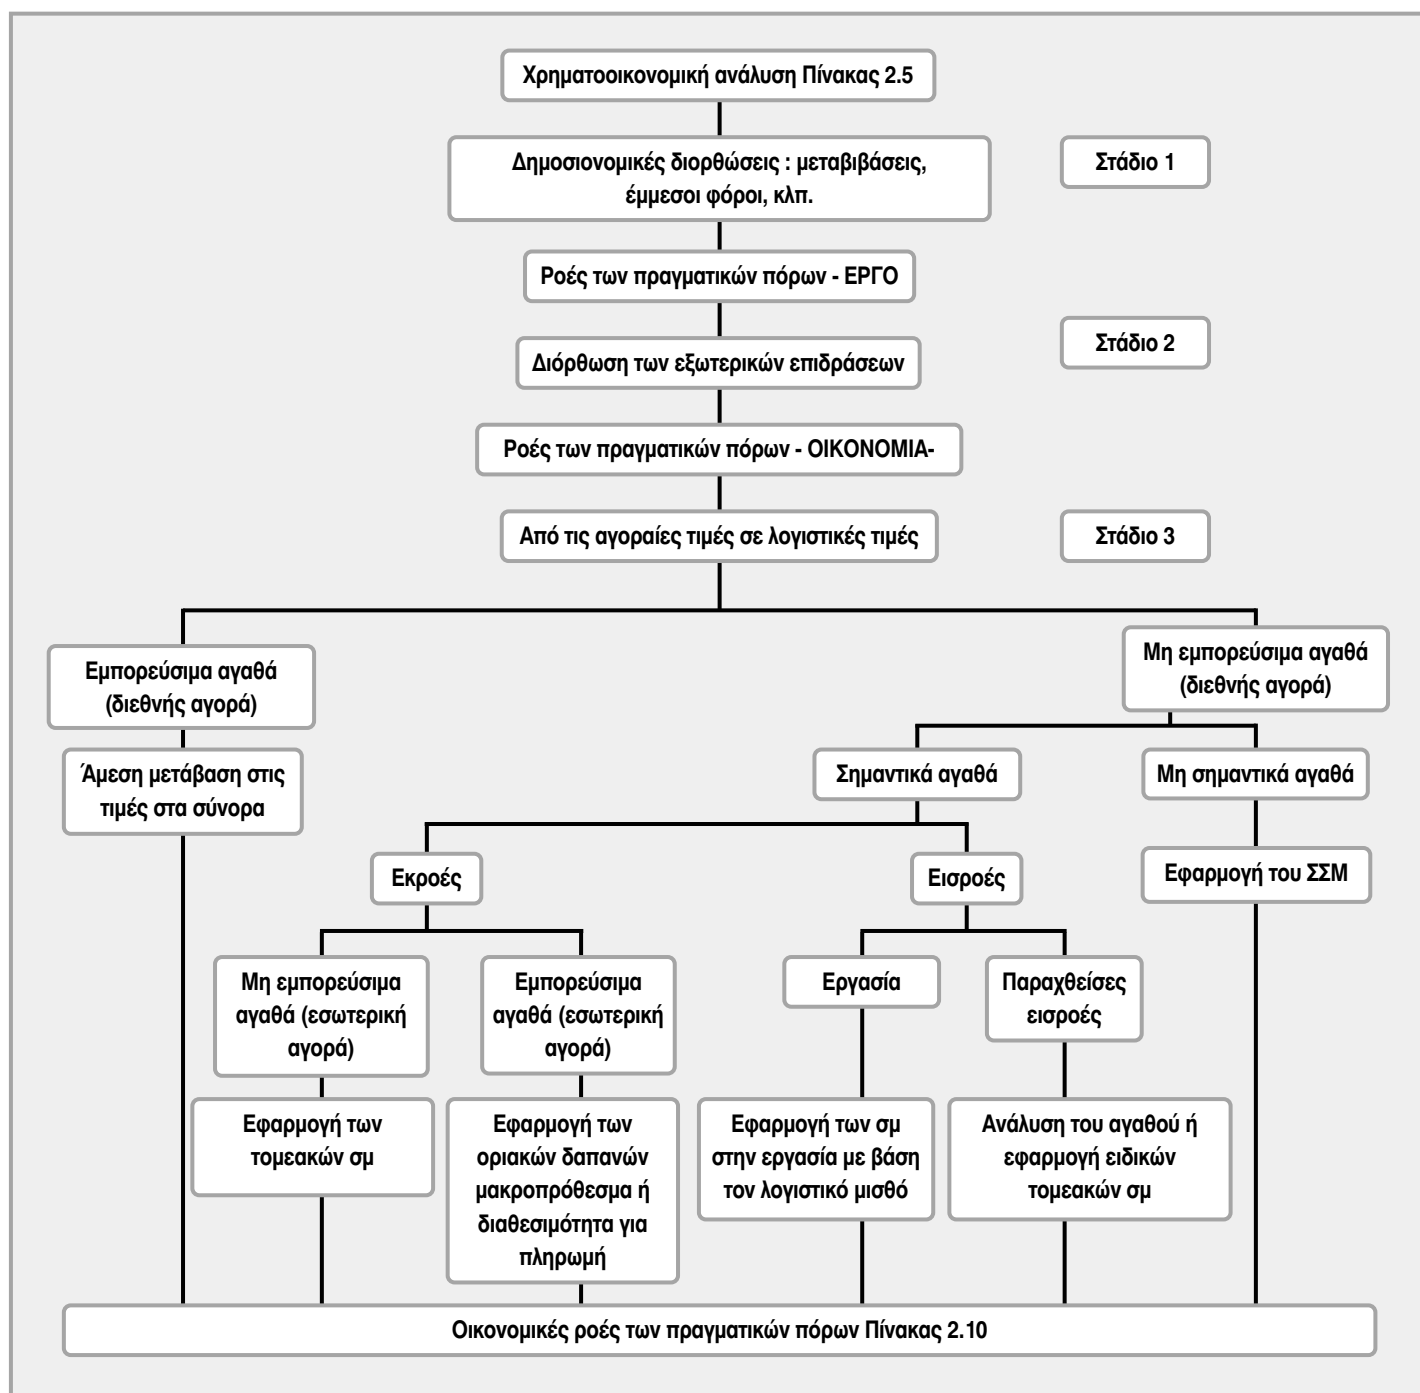 Χρηματοοικονομική ανάλυση Πίνακας 2.5
Δημοσιονομικές διορθώσεις : μεταβιβάσεις,
έμμεσοι φόροι, κλπ.
Στάδιο 1
Ροές των πραγματικών πόρων - ΕΡΓΟ
Στάδιο 2
Διόρθωση των εξωτερικών επιδράσεων
Ροές των πραγματικών πόρων - ΟΙΚΟΝΟΜΙΑ-
Από τις αγοραίες τιμές σε λογιστικές τιμές
Στάδιο 3
Εμπορεύσιμα αγαθά
(διεθνής αγορά)
Μη εμπορεύσιμα αγαθά
(διεθνής αγορά)
Άμεση μετάβαση στις
τιμές στα σύνορα
Σημαντικά αγαθά
Μη σημαντικά αγαθά
Εκροές
Εισροές
Εφαρμογή του ΣΣΜ
Μη εμπορεύσιμα
αγαθά (εσωτερική
αγορά)
Εμπορεύσιμα
αγαθά (εσωτερική
αγορά)
Εργασία
Παραχθείσες
εισροές
Εφαρμογή των
τομεακών σμ
Εφαρμογή των
οριακών δαπανών
μακροπρόθεσμα ή
διαθεσιμότητα για
πληρωμή
Εφαρμογή των σμ
στην εργασία με βάση
τον λογιστικό μισθό
Ανάλυση του αγαθού ή
εφαρμογή ειδικών
τομεακών σμ
Οικονομικές ροές των πραγματικών πόρων Πίνακας 2.10